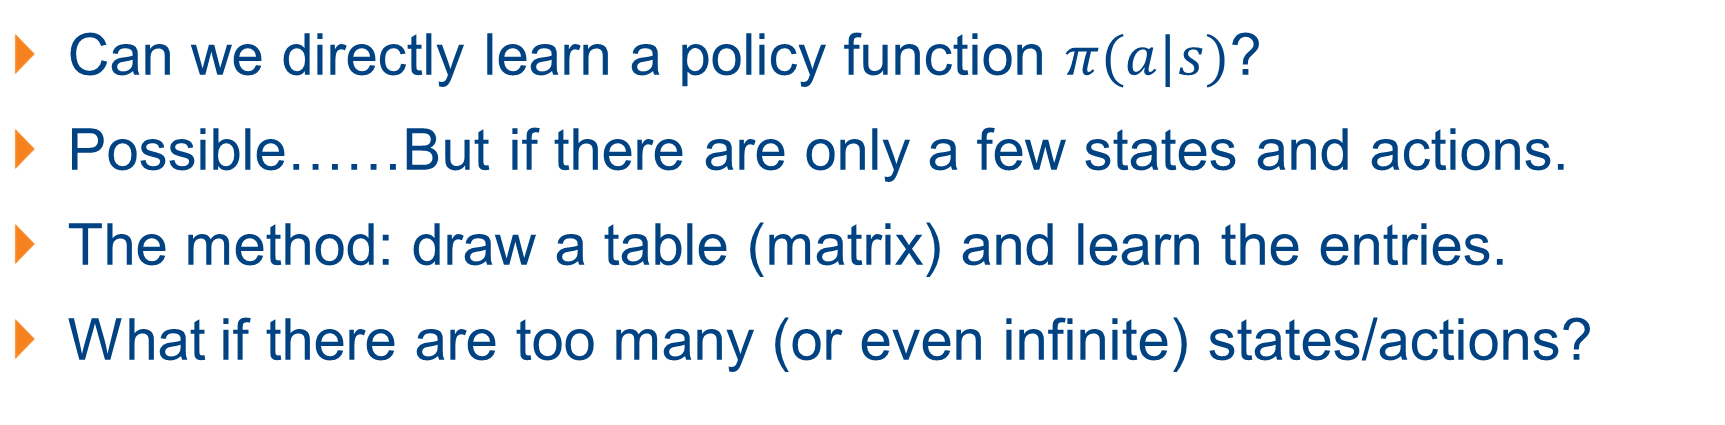 Can we directly learn a policy function π(a|s)?
Possible……But if there are only a few states and actions.
The method: draw a table (matrix) and learn the entries.
What if there are too many (or even infinite) states/actions?